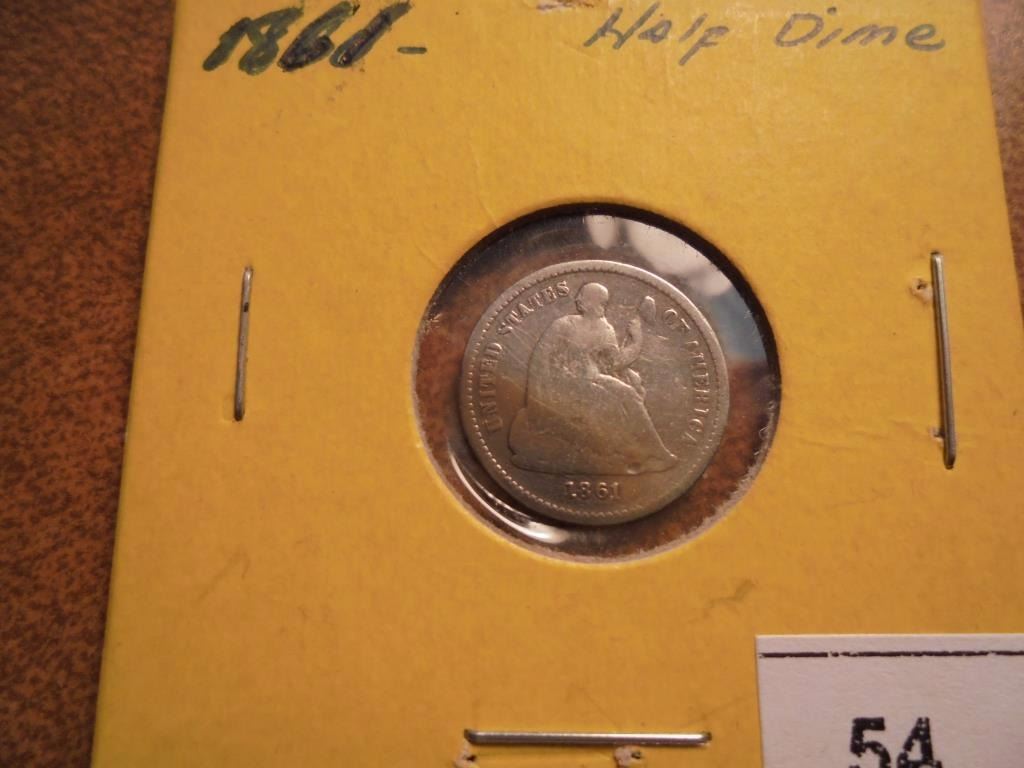 1861- Half Dime
UNITED STATES OF AMERICA
1861
54